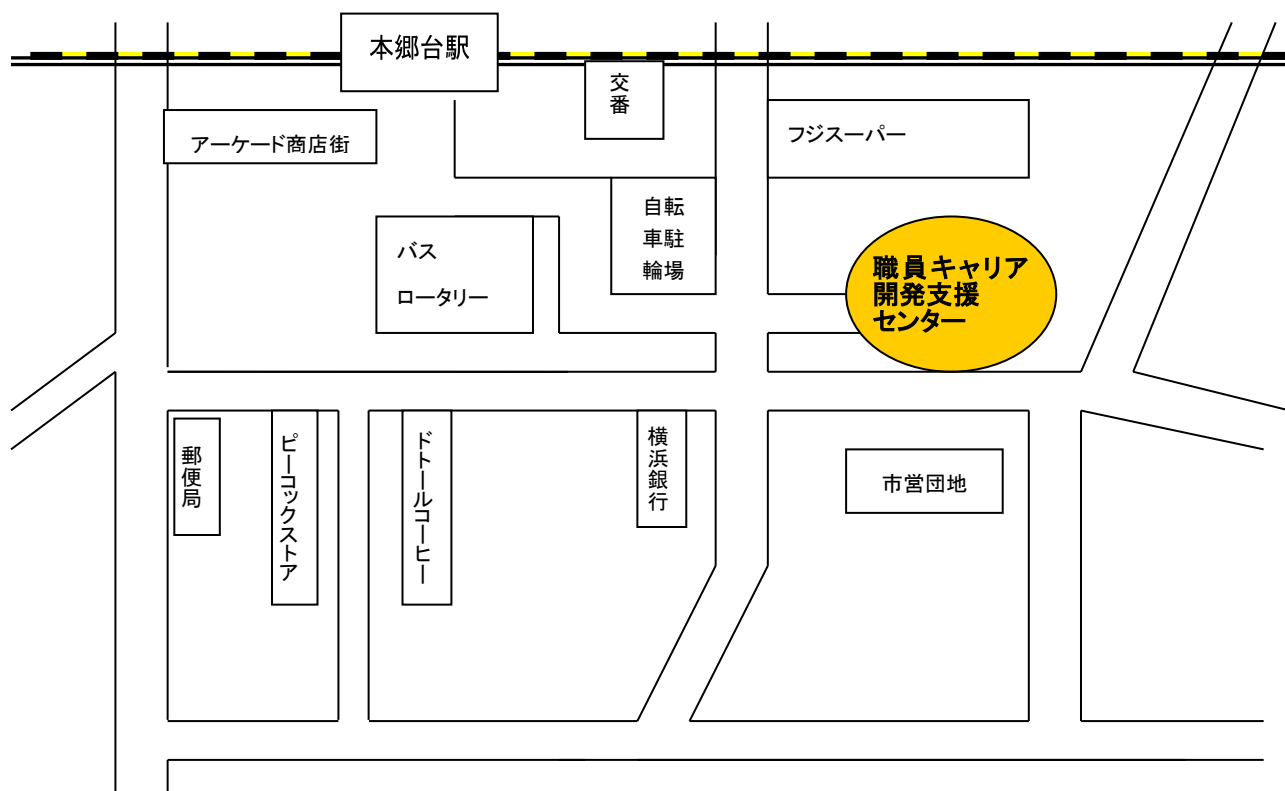 本郷台駅
交番
アーケード商店街
フジスーパー
自転
車駐
輪場
バス
ロータリー
職員キャリア
開発支援
センター
郵便局
ピーコックストア
ドトールコーヒー
横浜銀行
市営団地